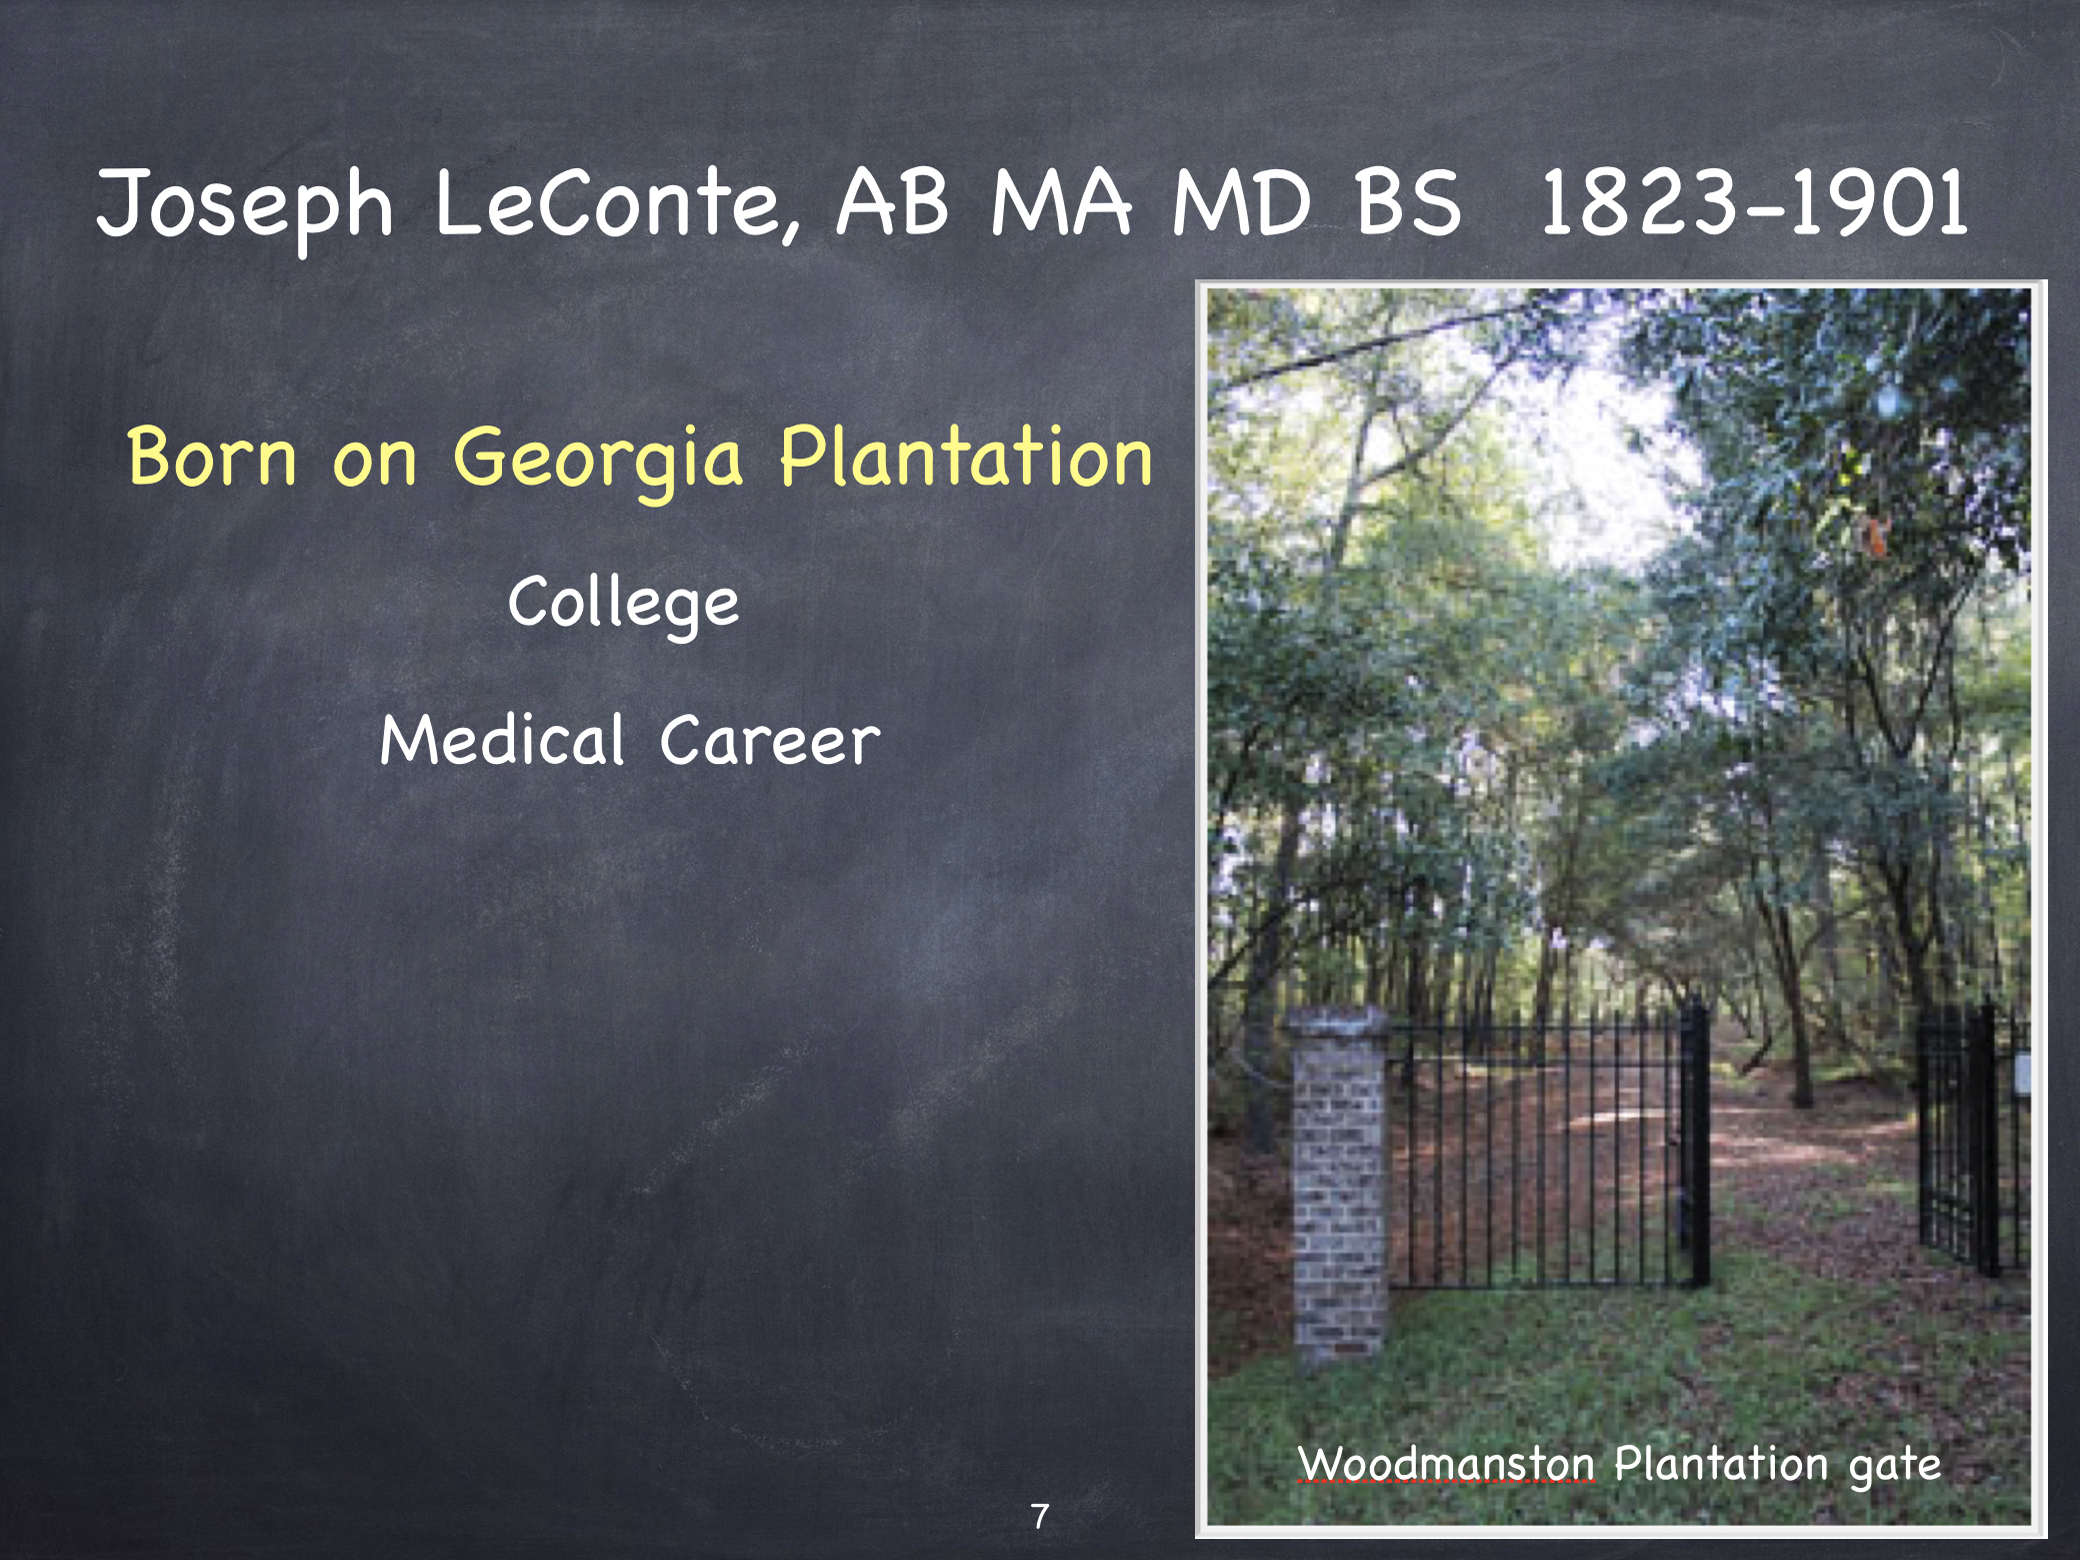 Joseph LeConte, AB MA MD BS 1823-1901
Born on Georgia Plantation
College
Medical Career
Woodmanston Plantation gate
7